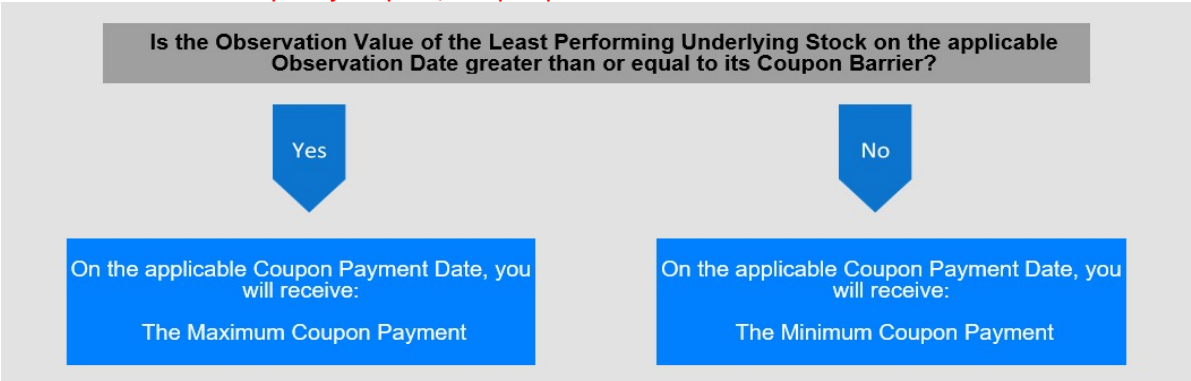 Is the Observation Value of the Least Performing Underlying Stock on the applicable
Observation Date greater than or equal to its Coupon Barrier?
Yes
No
On the applicable Coupon Payment Date, you
will receive:
The Maximum Coupon Payment
On the applicable Coupon Payment Date, you
will receive:
The Minimum Coupon Payment